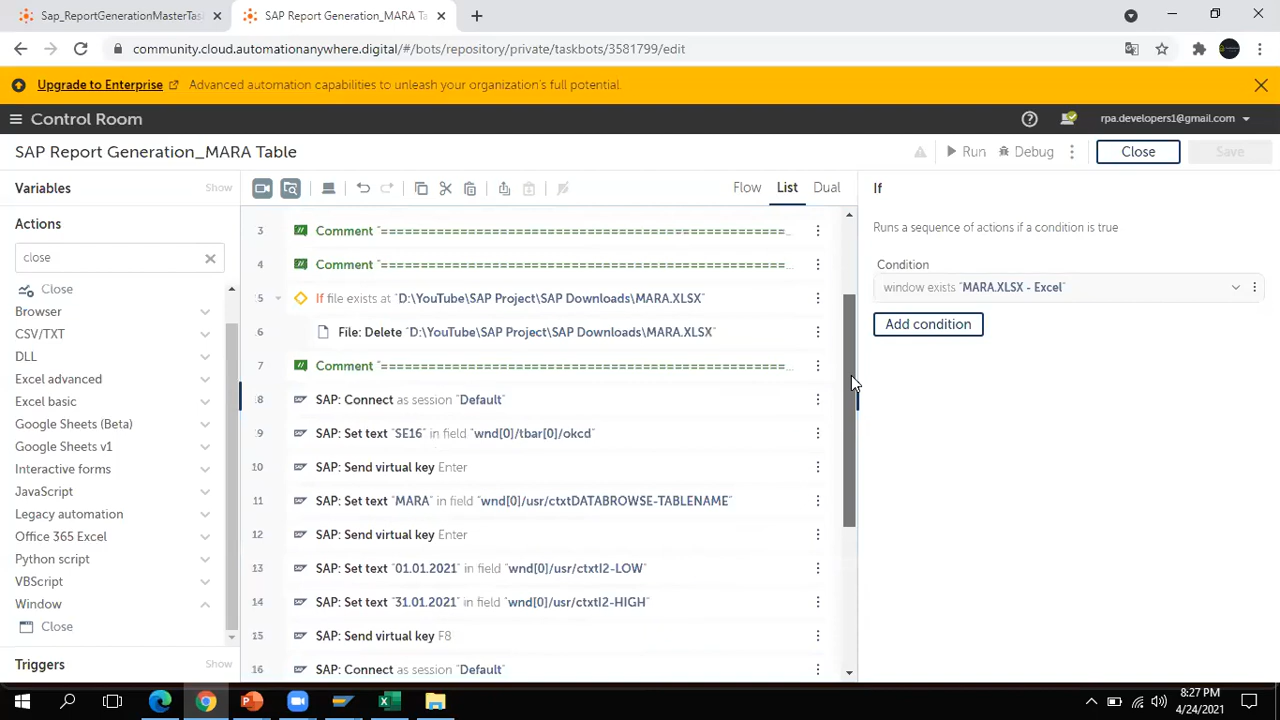 Sap_ReportGenerationMasterTas
SAP Report Generation_MARA Ta
community.cloud.automationanywhere.digital/#/bots/repository/private/taskbots/3581799/edit
Upgrade to Enterprise Advanced automation capabilities to unleash your organization's full potential.
Control Room
rpa.developers1@gmail.com
SAP Report Generation_MARA Table
Run Debug Close Save
Variables Show
Flow List Dual
If
Actions
Runs a sequence of actions if a condition is true
close
Condition
window exists "MARA.XLSX - Excel"
Add condition
Close
Browser
CSV/TXT
DLL
Excel advanced
Excel basic
Google Sheets (Beta)
Google Sheets v1
Interactive forms
JavaScript
Legacy automation
Office 365 Excel
Python script
VBScript
Window
Close
Triggers Show
3 Comment "==================================================...
4 Comment "==================================================...
5 If file exists at "D:\YouTube\SAP Project\SAP Downloads\MARA.XLSX"
6 File: Delete "D:\YouTube\SAP Project\SAP Downloads\MARA.XLSX"
7 Comment "==================================================...
8 SAP: Connect as session "Default"
9 SAP: Set text "SE16" in field "wnd[0]/tbar[0]/okcd"
10 SAP: Send virtual key Enter
11 SAP: Set text "MARA" in field "wnd[0]/usr/ctxtDATABROWSE-TABLENAME"
12 SAP: Send virtual key Enter
13 SAP: Set text "01.01.2021" in field "wnd[0]/usr/ctxtI2-LOW"
14 SAP: Set text "31.01.2021" in field "wnd[0]/usr/ctxtI2-HIGH"
15 SAP: Send virtual key F8
16 SAP: Connect as session "Default"
8:27 PM
4/24/2021